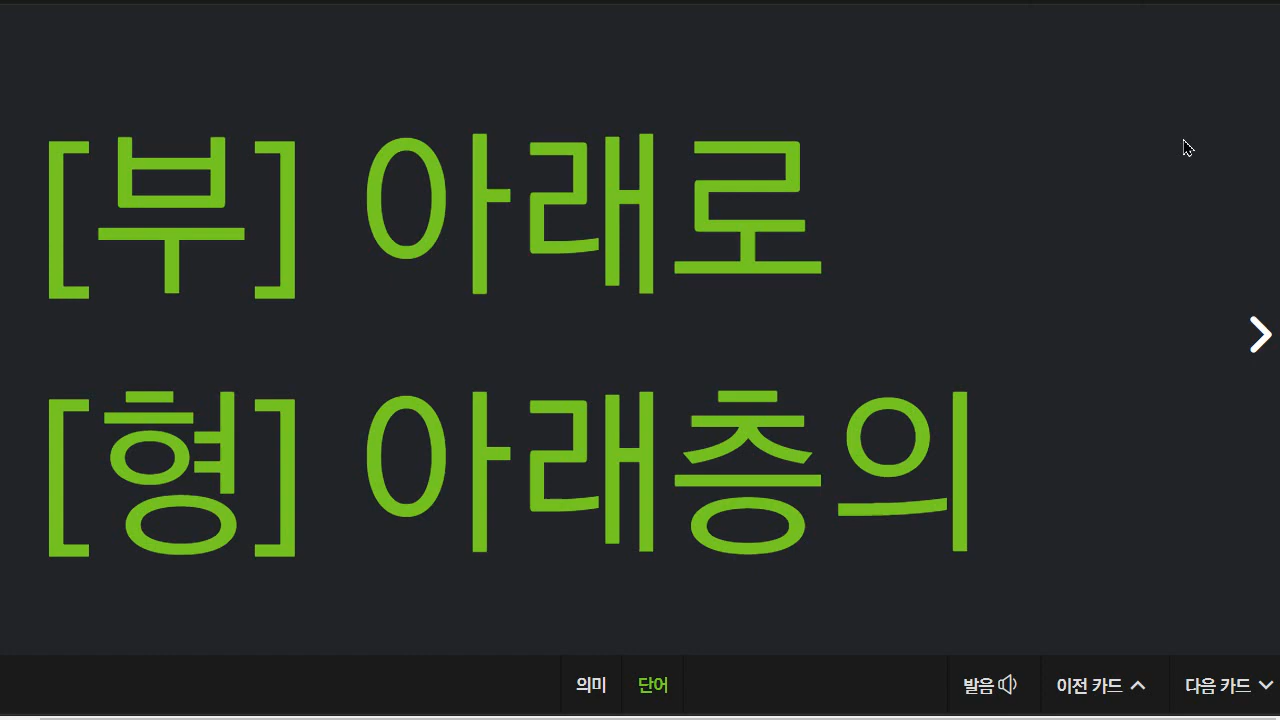 [부] 아래로
[형] 아래층의
의미 단어 발음 이전 카드 다음 카드